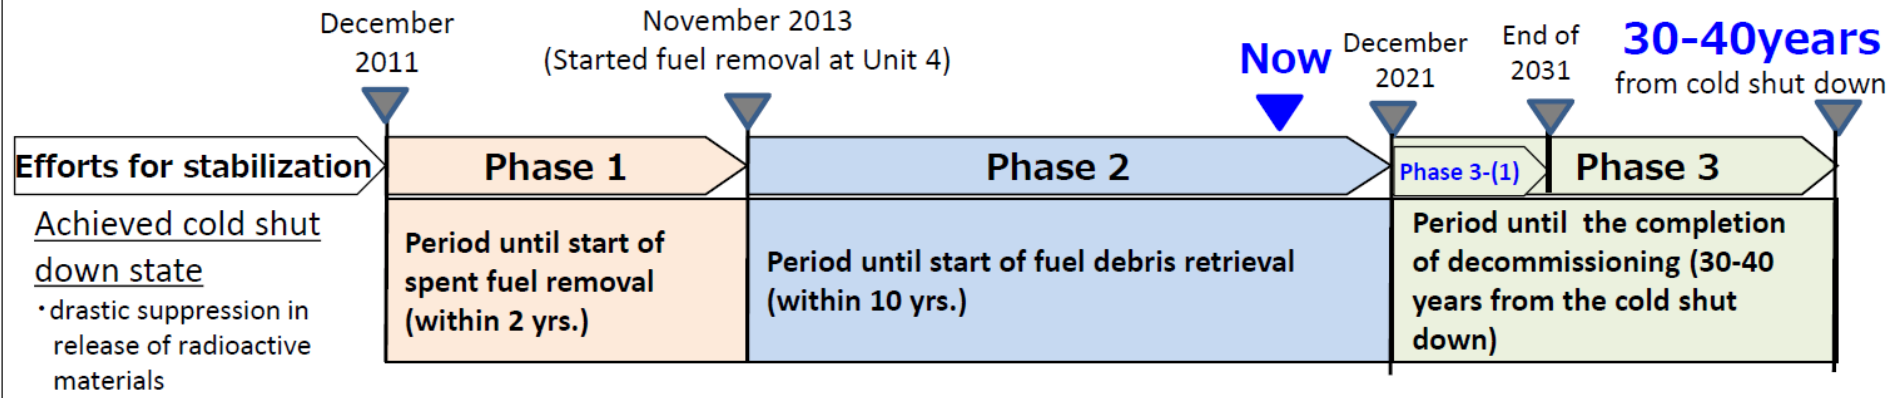 December
2011
November 2013
(Started fuel removal at Unit 4)
Now
December
2021
End of
2031
30-40years
from cold shut down
Efforts for stabilization
Phase 1
Phase 2
Phase 3-(1)
Phase 3
Achieved cold shut
down state
・drastic suppression in
release of radioactive
materials
Period until start of
spent fuel removal
(within 2 yrs.)
Period until start of fuel debris retrieval
(within 10 yrs.)
Period until the completion
of decommissioning (30-40
years from the cold shut
down)